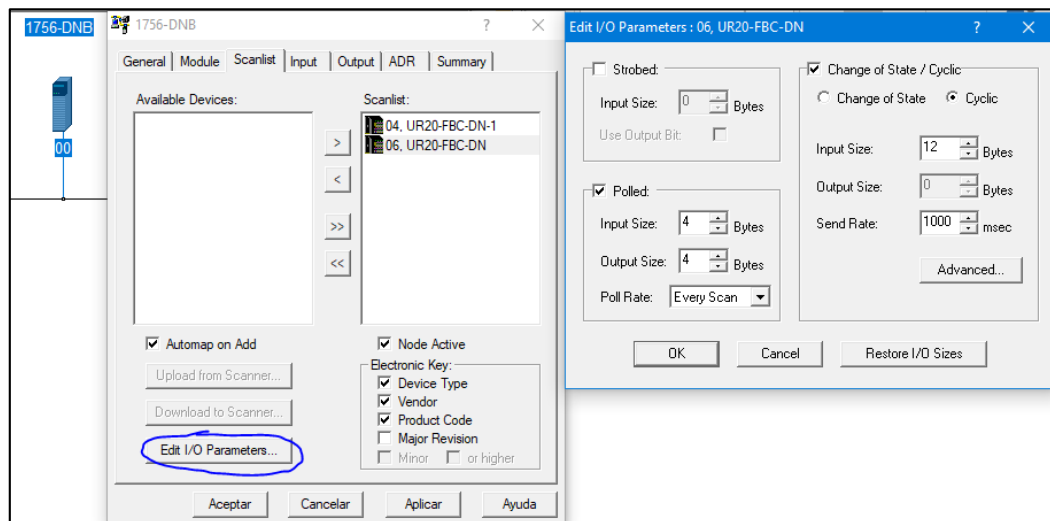 1756-DNB
00
1756-DNB
?
General Module Scanlist Input Output ADR Summary
Available Devices:
Scanlist:
04, UR20-FBC-DN-1
06, UR20-FBC-DN
>
<
>>
<<
Automap on Add
Node Active
Upload from Scanner...
Download to Scanner...
Edit I/O Parameters...
Electronic Key:
Device Type
Vendor
Product Code
Major Revision
Minor or higher
Aceptar Cancelar Aplicar Ayuda
Edit I/O Parameters : 06, UR20-FBC-DN ?
Strobed:
Input Size: 0 Bytes
Use Output Bit:
Polled:
Input Size: 4 Bytes
Output Size: 4 Bytes
Poll Rate: Every Scan
Change of State / Cyclic
Change of State Cyclic
Input Size: 12 Bytes
Output Size: 0 Bytes
Send Rate: 1000 msec
Advanced...
OK Cancel Restore I/O Sizes